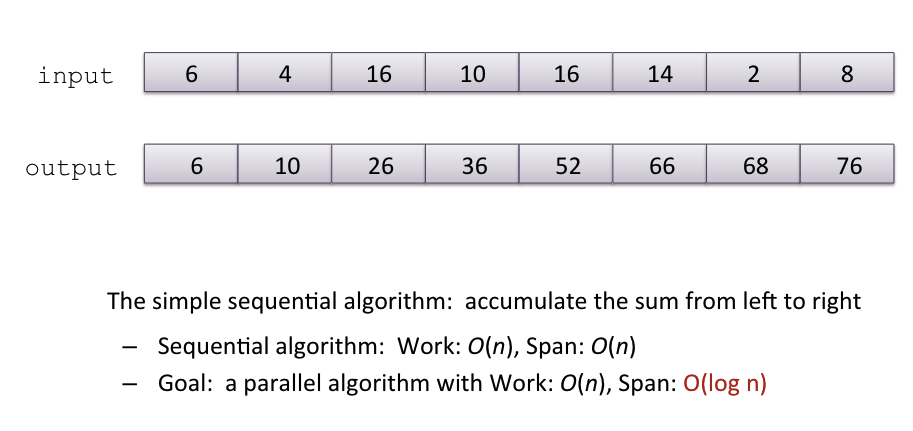 input 6 4 16 10 16 14 2 8
output 6 10 26 36 52 66 68 76
The simple sequential algorithm: accumulate the sum from left to right
– Sequential algorithm: Work: O(n), Span: O(n)
– Goal: a parallel algorithm with Work: O(n), Span: O(log n)